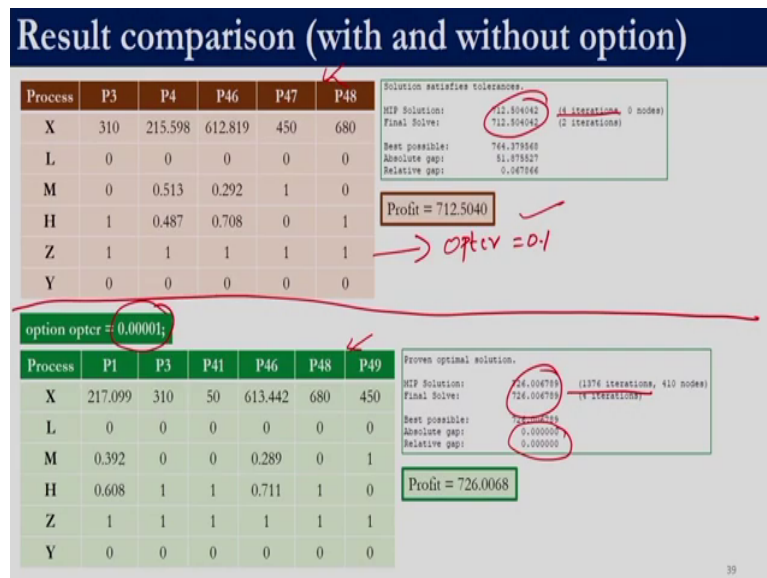 Result comparison (with and without option)
Process P3 P4 P46 P47 P48
X 310 215.598 612.819 450 680
L 0 0 0 0 0
M 0 0.513 0.292 1 0
H 1 0.487 0.708 0 1
Z 1 1 1 1 1
Y 0 0 0 0 0
Solution satisfies tolerances.
MIP Solution: 712.504042 (4 iterations, 0 nodes)
Final Solve: 712.504042 (2 iterations)
Best possible: 764.379568
Absolute gap: 51.875527
Relative gap: 0.067866
Profit = 712.5040
optcr = 0.1
option optcr = 0.00001;
Process P1 P3 P41 P46 P48 P49
X 217.099 310 50 613.442 680 450
L 0 0 0 0 0 0
M 0.392 0 0 0.289 0 1
H 0.608 1 1 0.711 1 0
Z 1 1 1 1 1 1
Y 0 0 0 0 0 0
Proven optimal solution.
MIP Solution: 726.006789 (1376 iterations, 410 nodes)
Final Solve: 726.006789 (4 iterations)
Best possible: 726.006789
Absolute gap: 0.000000
Relative gap: 0.000000
Profit = 726.0068
39